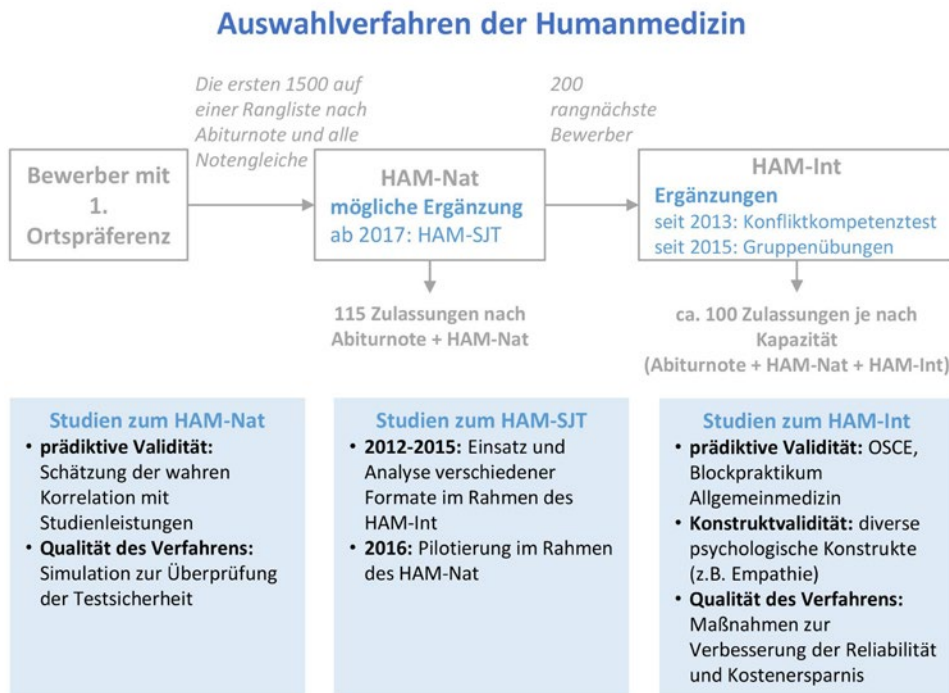 Auswahlverfahren der Humanmedizin
Die ersten 1500 auf
einer Rangliste nach
Abiturnote und alle
Notengleiche
200
rangnächste
Bewerber
Bewerber mit
1.
Ortspräferenz
HAM-Nat
mögliche Ergänzung
ab 2017: HAM-SJT
HAM-Int
Ergänzungen
seit 2013: Konfliktkompetenztest
seit 2015: Gruppenübungen
115 Zulassungen nach
Abiturnote + HAM-Nat
ca. 100 Zulassungen je nach
Kapazität
(Abiturnote + HAM-Nat + HAM-Int)
Studien zum HAM-Nat
• prädiktive Validität:
Schätzung der wahren
Korrelation mit
Studienleistungen
• Qualität des Verfahrens:
Simulation zur Überprüfung
der Testsicherheit
Studien zum HAM-SJT
• 2012-2015: Einsatz und
Analyse verschiedener
Formate im Rahmen des
HAM-Int
• 2016: Pilotierung im Rahmen
des HAM-Nat
Studien zum HAM-Int
• prädiktive Validität: OSCE,
Blockpraktikum
Allgemeinmedizin
• Konstruktvalidität: diverse
psychologische Konstrukte
(z.B. Empathie)
• Qualität des Verfahrens:
Maßnahmen zur
Verbesserung der Reliabilität
und Kostenersparnis